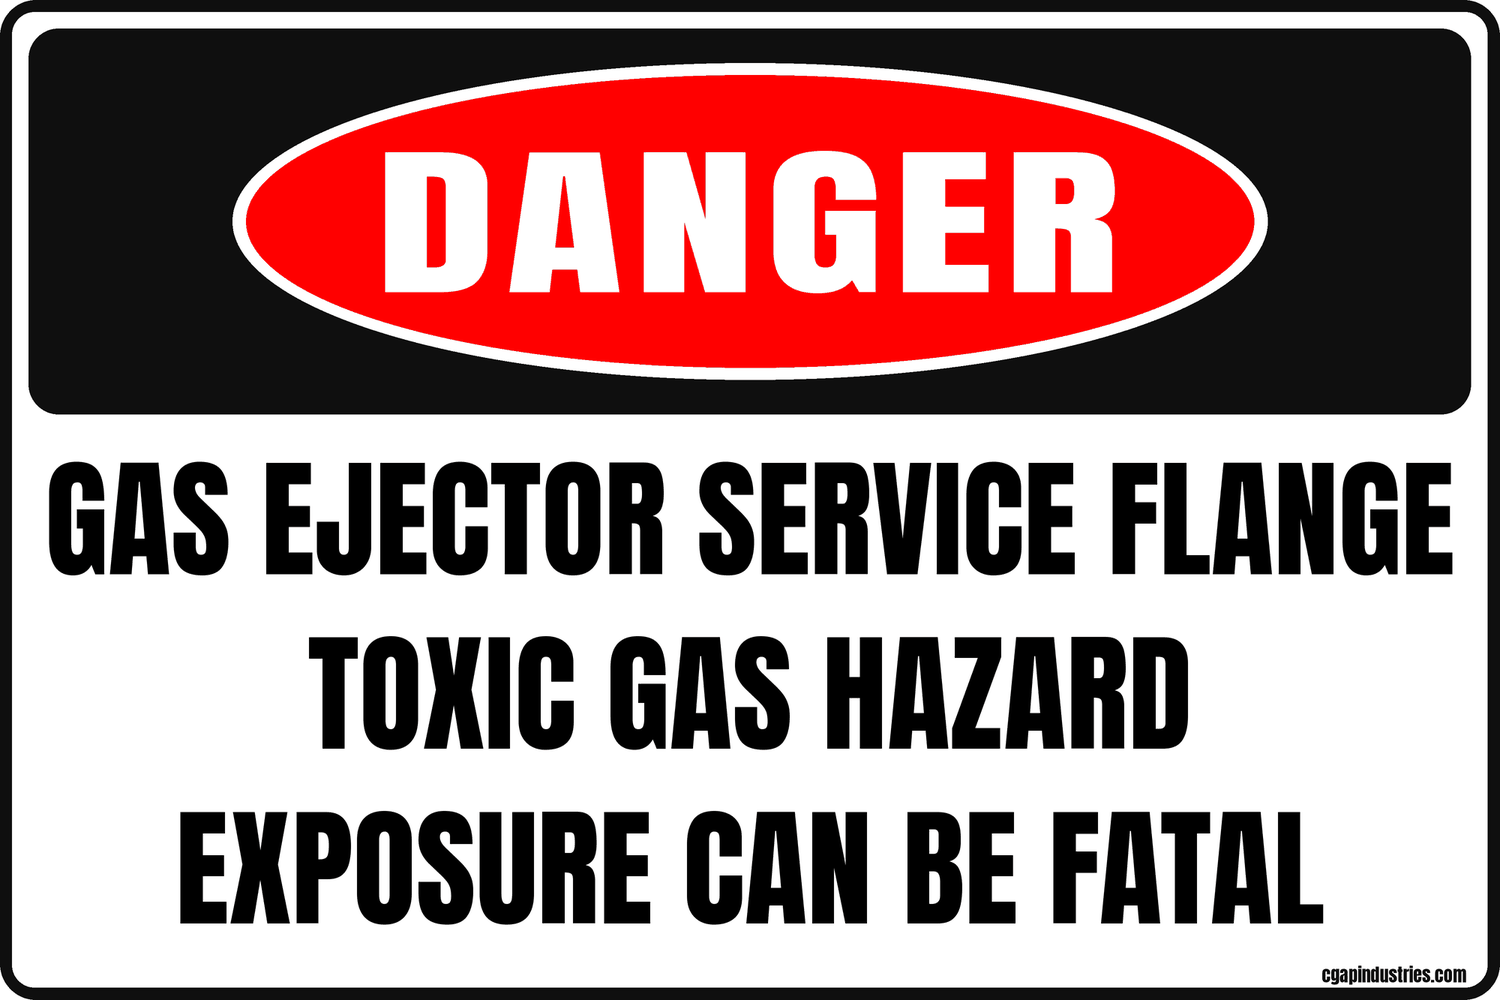 DANGER
GAS EJECTOR SERVICE FLANGE
TOXIC GAS HAZARD
EXPOSURE CAN BE FATAL
cgapindustries.com